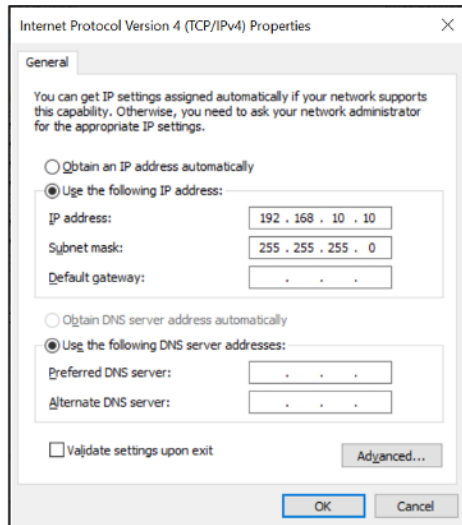 Internet Protocol Version 4 (TCP/IPv4) Properties
General
You can get IP settings assigned automatically if your network supports
this capability. Otherwise, you need to ask your network administrator
for the appropriate IP settings.
Obtain an IP address automatically
Use the following IP address:
IP address: 192 . 168 . 10 . 10
Subnet mask: 255 . 255 . 255 . 0
Default gateway: . . .
Obtain DNS server address automatically
Use the following DNS server addresses:
Preferred DNS server: . . .
Alternate DNS server: . . .
Validate settings upon exit
Advanced...
OK Cancel